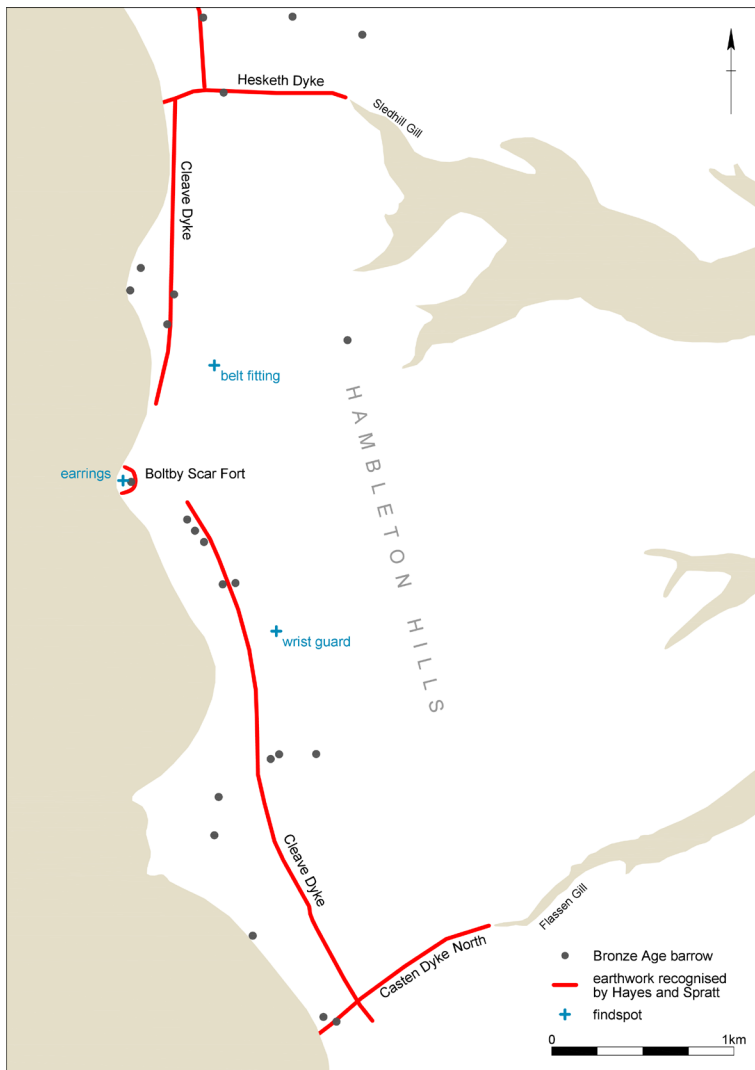 Hesketh Dyke
Sledhill Gill
Cleave Dyke
belt fitting
HAMBLETON HILLS
earrings
Boltby Scar Fort
wrist guard
Cleave Dyke
Flassen Gill
Casten Dyke North
Bronze Age barrow
earthwork recognised
by Hayes and Spratt
findspot
0 1km